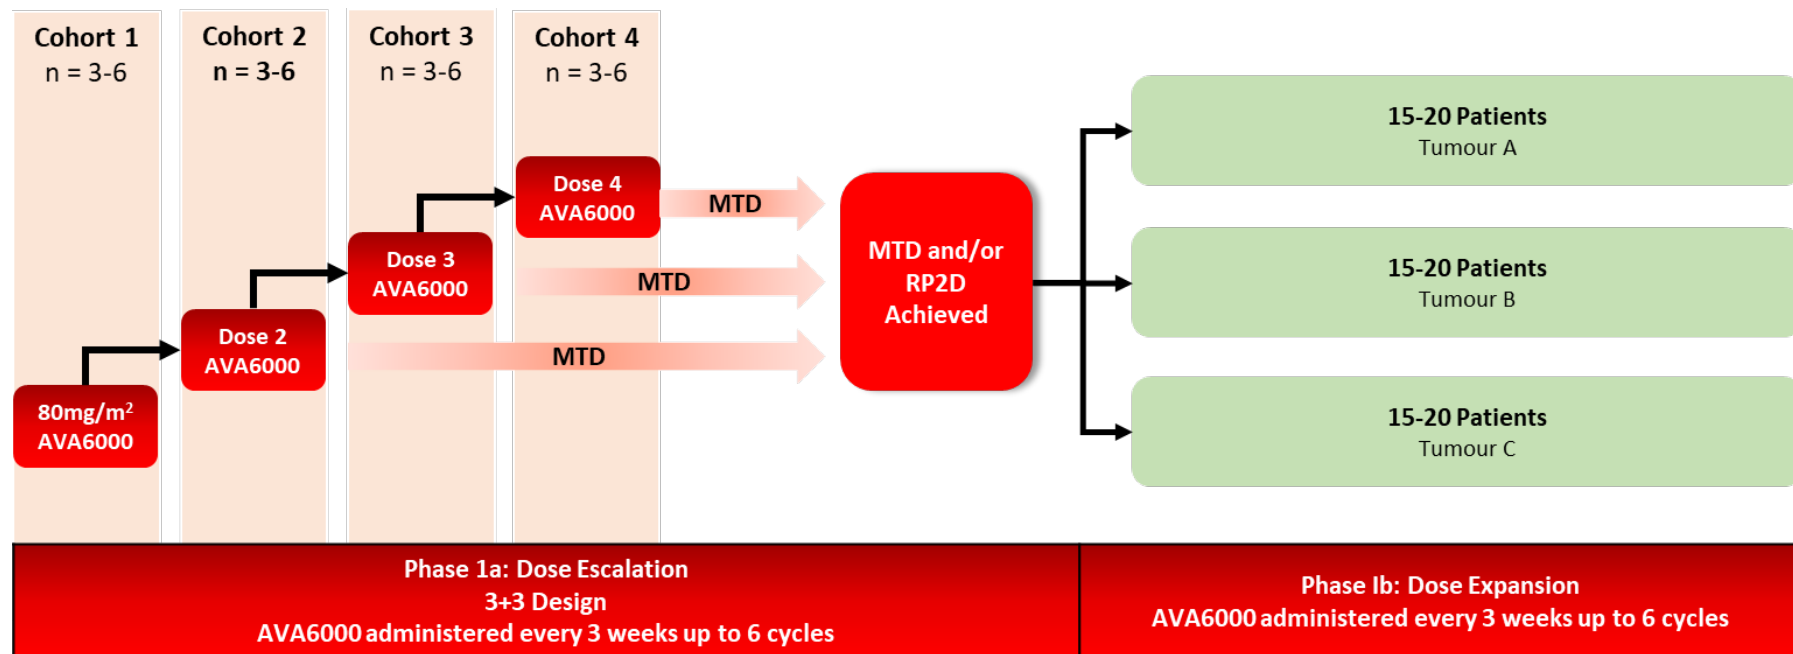 Cohort 1
n = 3-6
Cohort 2
n = 3-6
Cohort 3
n = 3-6
Cohort 4
n = 3-6
80mg/m²
AVA6000
Dose 2
AVA6000
Dose 3
AVA6000
Dose 4
AVA6000
MTD
MTD
MTD
MTD and/or
RP2D
Achieved
15-20 Patients
Tumour A
15-20 Patients
Tumour B
15-20 Patients
Tumour C
Phase 1a: Dose Escalation
3+3 Design
AVA6000 administered every 3 weeks up to 6 cycles
Phase Ib: Dose Expansion
AVA6000 administered every 3 weeks up to 6 cycles